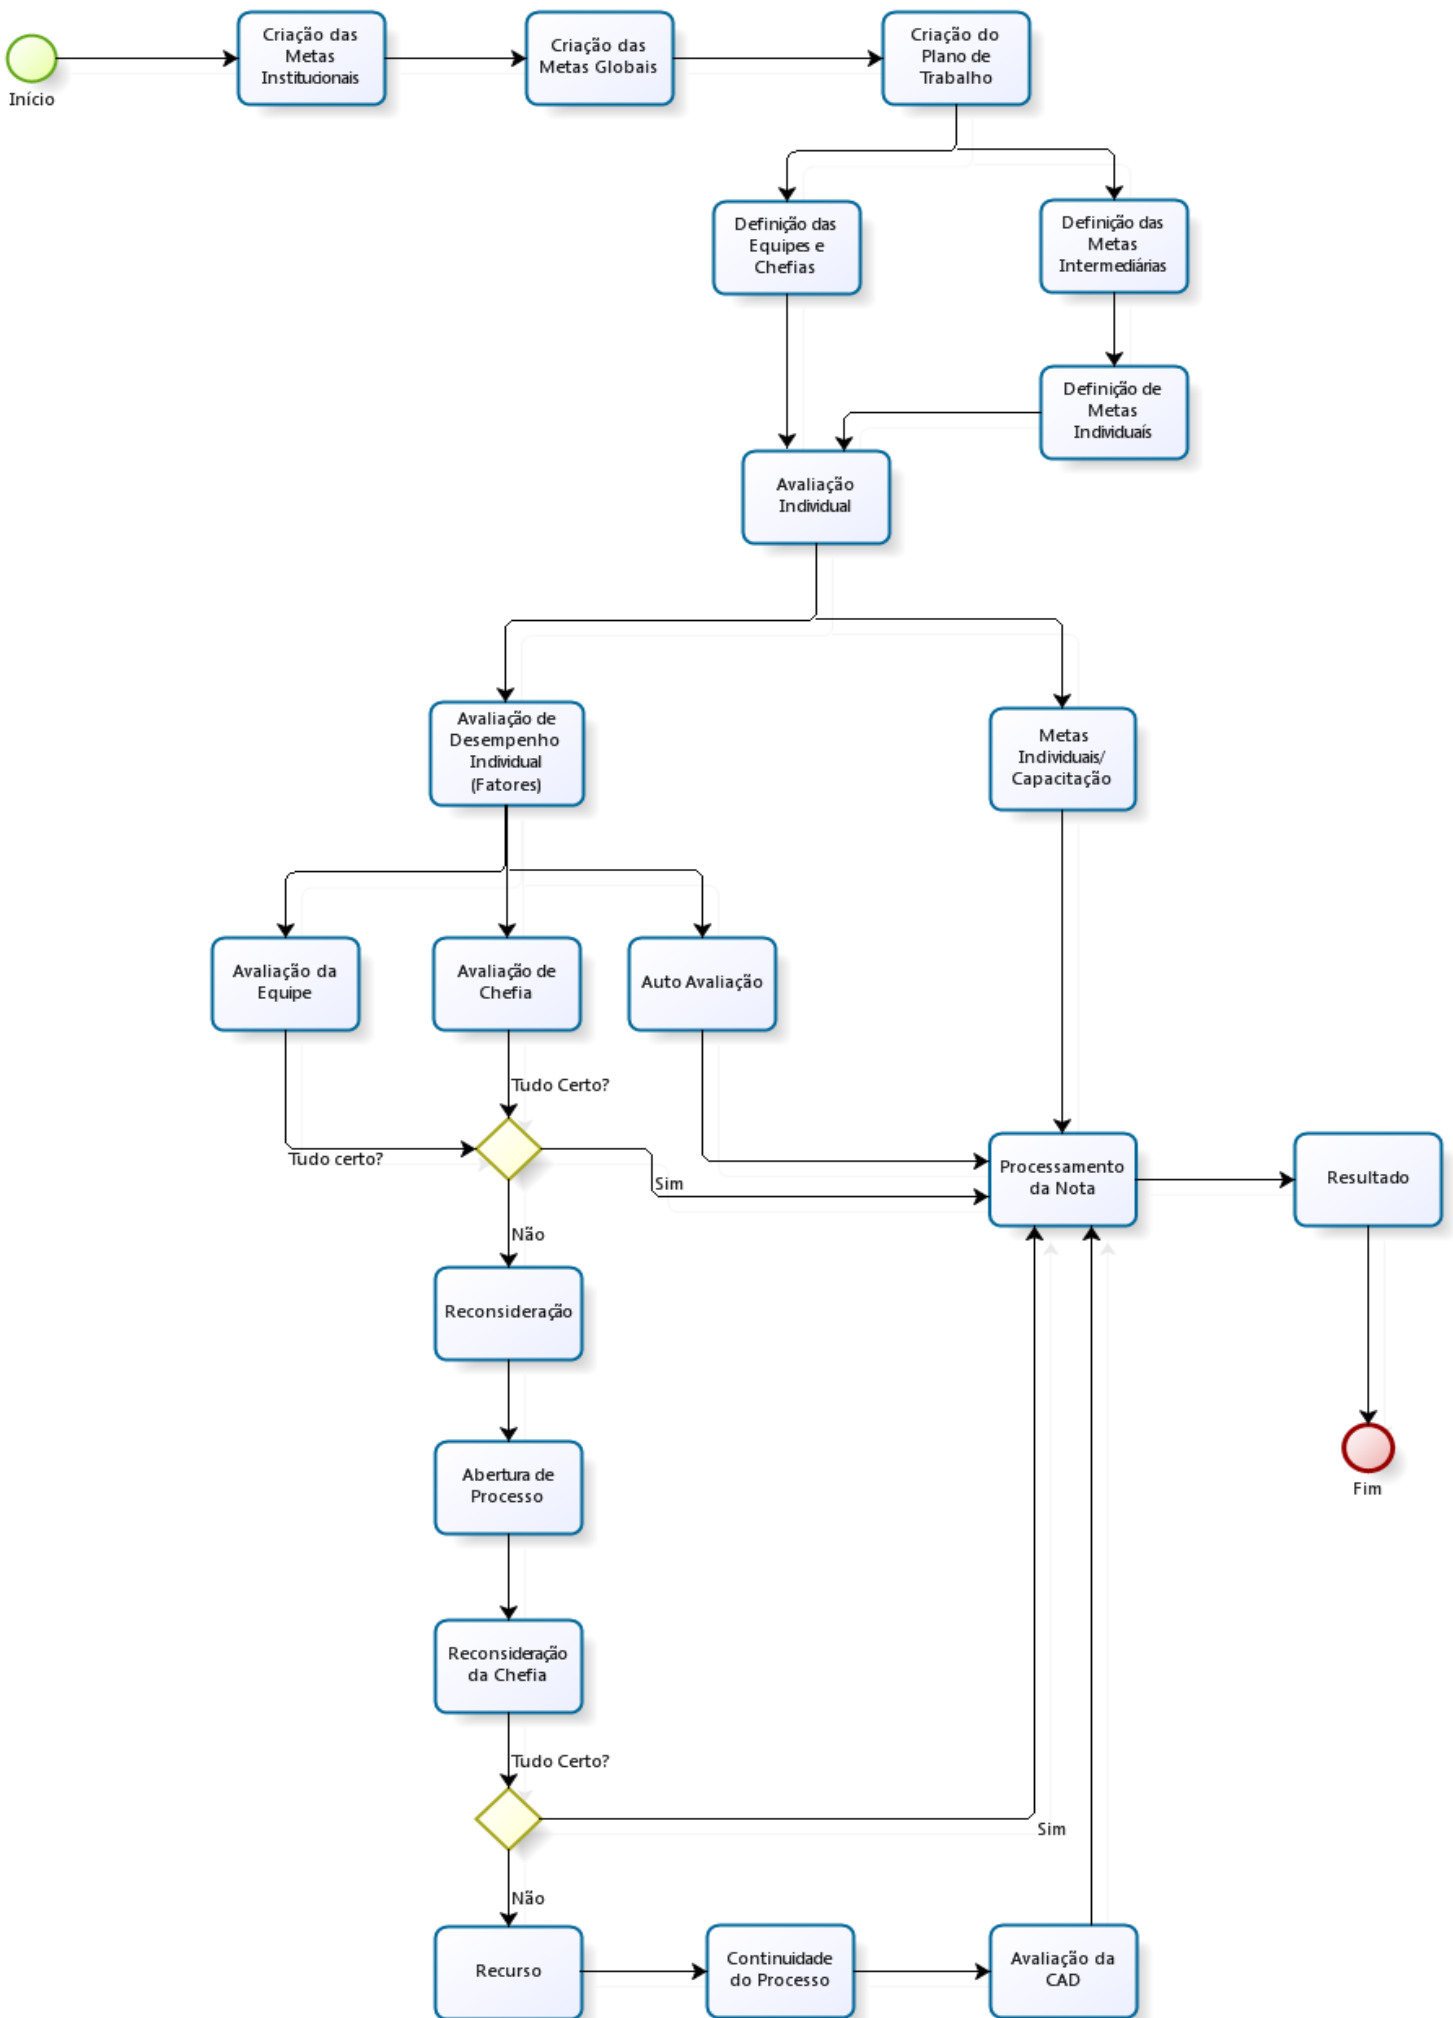 Início
Criação das
Metas
Institucionais
Criação das
Metas Globais
Criação do
Plano de
Trabalho
Definição das
Equipes e
Chefias
Definição das
Metas
Intermediárias
Definição de
Metas
Individuais
Avaliação
Individual
Avaliação de
Desempenho
Individual
(Fatores)
Metas
Individuais/
Capacitação
Avaliação da
Equipe
Avaliação de
Chefia
Auto Avaliação
Tudo Certo?
Tudo certo?
Sim
Não
Processamento
da Nota
Resultado
Fim
Reconsideração
Abertura de
Processo
Reconsideração
da Chefia
Tudo Certo?
Sim
Não
Recurso
Continuidade
do Processo
Avaliação da
CAD